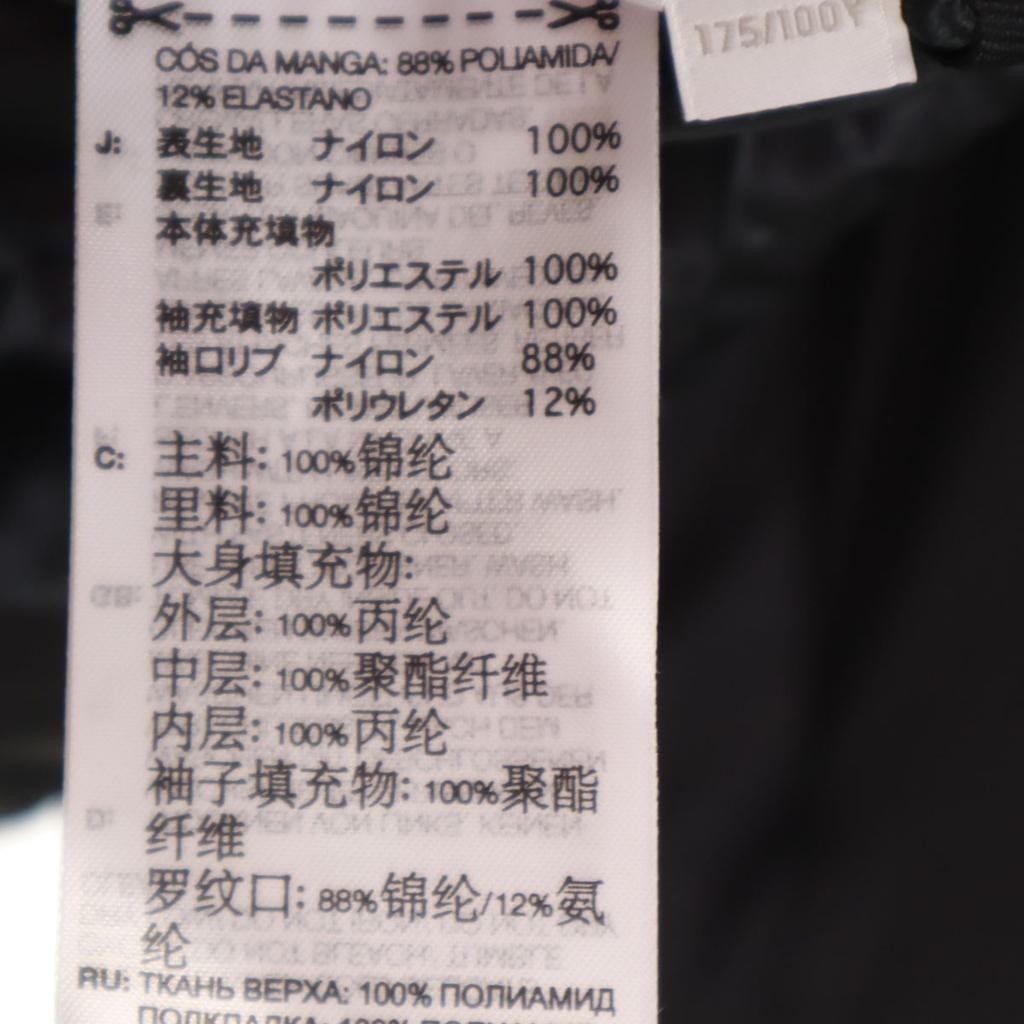 175/100Y
CÓS DA MANGA: 88% POLIAMIDA/
12% ELASTANO
J: 表生地 ナイロン 100%
裏生地 ナイロン 100%
本体充填物
ポリエステル 100%
袖充填物 ポリエステル 100%
袖口リブ ナイロン 88%
ポリウレタン 12%
C: 主料: 100%锦纶
里料: 100%锦纶
大身填充物:
外层: 100%丙纶
中层: 100%聚酯纤维
内层: 100%丙纶
袖子填充物: 100%聚酯
纤维
罗纹口: 88%锦纶/12%氨
纶
RU: ТКАНЬ ВЕРХА: 100% ПОЛИАМИД
ПОДКЛАДКА: 100% ПОЛИАМИД